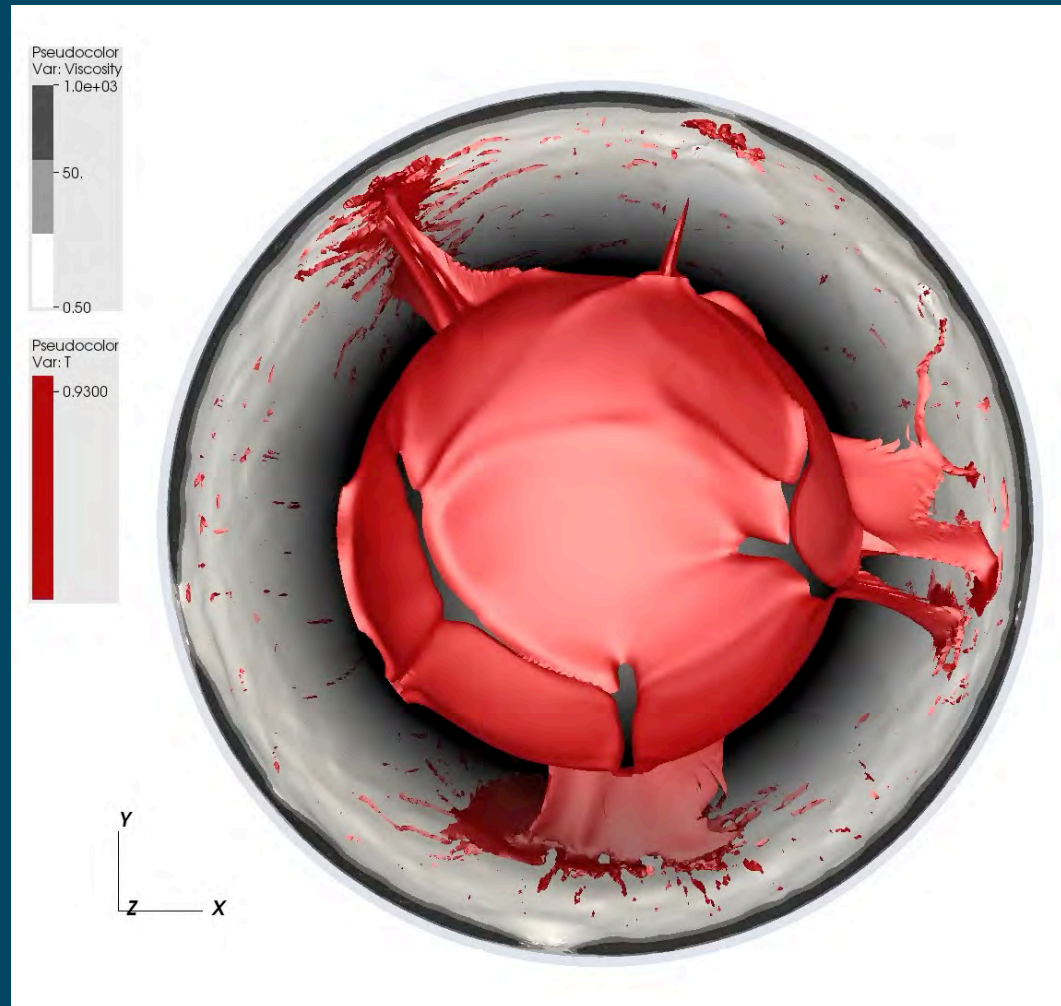 Pseudocolor
Var: Viscosity
1.0e+03
50.
0.50
Pseudocolor
Var: T
0.9300
Y
Z X